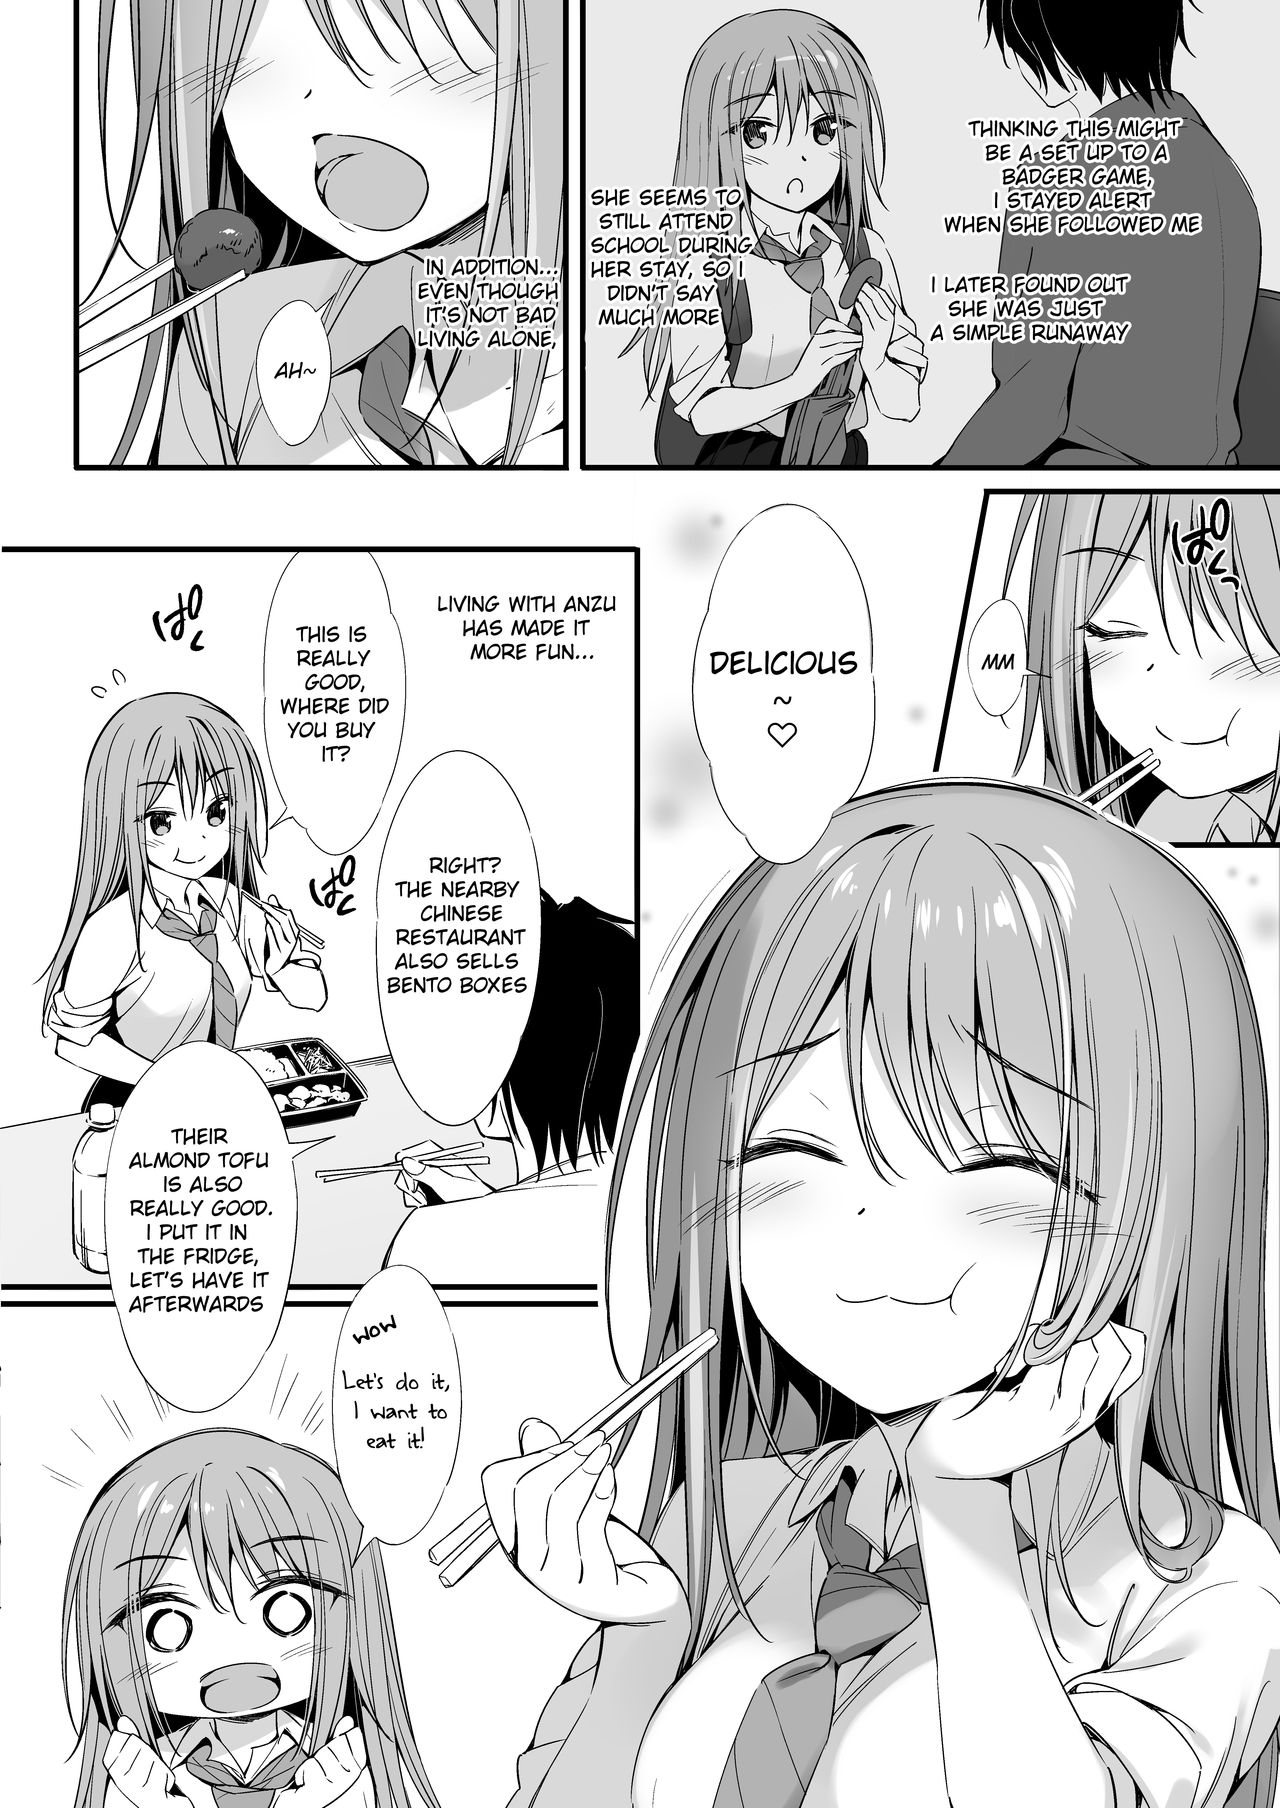 THINKING THIS MIGHT
BE A SET UP TO A
BADGER GAME,
I STAYED ALERT
WHEN SHE FOLLOWED ME
I LATER FOUND OUT
SHE WAS JUST
A SIMPLE RUNAWAY
SHE SEEMS TO
STILL ATTEND
SCHOOL DURING
HER STAY, SO I
DIDN'T SAY
MUCH MORE
IN ADDITION...
EVEN THOUGH
IT'S NOT BAD
LIVING ALONE,
AH~
ぱくっ
MM
DELICIOUS
~
♡
LIVING WITH ANZU
HAS MADE IT
MORE FUN...
THIS IS
REALLY
GOOD,
WHERE DID
YOU BUY
IT?
ぱく
ぱく
RIGHT?
THE NEARBY
CHINESE
RESTAURANT
ALSO SELLS
BENTO BOXES
THEIR
ALMOND TOFU
IS ALSO
REALLY GOOD.
I PUT IT IN
THE FRIDGE,
LET'S HAVE IT
AFTERWARDS
WOW
Let's do it,
I want to
eat it!